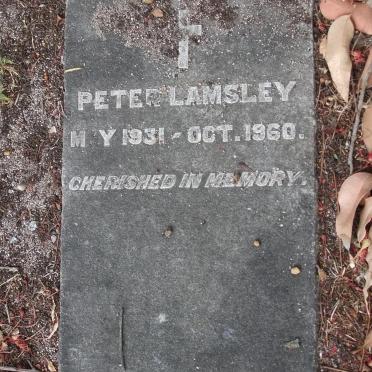 PETER LAMSLEY
M Y 1931 - OCT. 1960.
CHERISHED IN MEMORY.